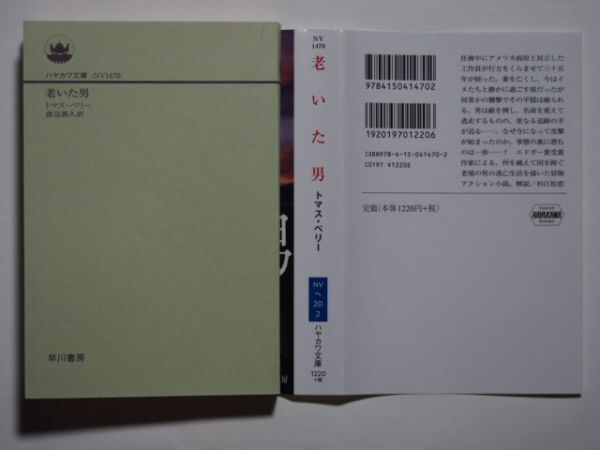 ハヤカワ文庫〈NV1470〉
老いた男
トマス・ペリー
渡辺義久訳
早川書房
NV
1470
老いた男
トマス・ペリー
NV
ヘ
20
2
ハヤカワ文庫
1220
+税
房
9784150414702
1920197012206
ISBN978-4-15-041470-2
C0197 ¥1220E
定価(本体1220円+税)
任務中にアメリカ政府と対立した
工作員が行方をくらませて三十五
年が経った。妻を亡くし、今はイ
ヌたちと静かに過ごす彼だったが
何者かの襲撃でその平穏は破られ
る。男は敵を倒し、名前を変えて
逃走するものの、更なる追跡の手
が迫る──。なぜ今になって攻撃
が始まったのか。事態の裏に潜む
ものは一体──？ エドガー賞受賞
作家による、州を越えて国を跨ぐ
老境の男の逃亡生活を描いた冒険
アクション小説。解説／杉江松恋
TOKYO
HAYAKAWA
BOOKS